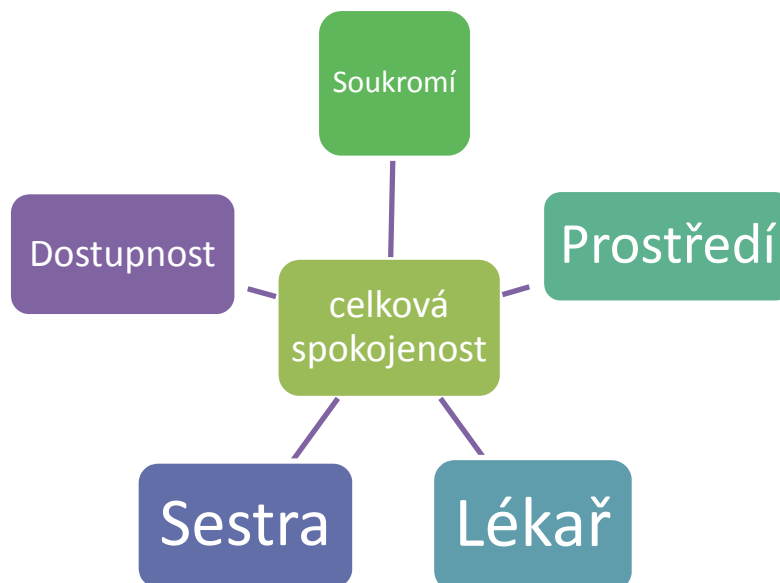 Soukromí
Dostupnost
Prostředí
celková
spokojenost
Sestra
Lékař